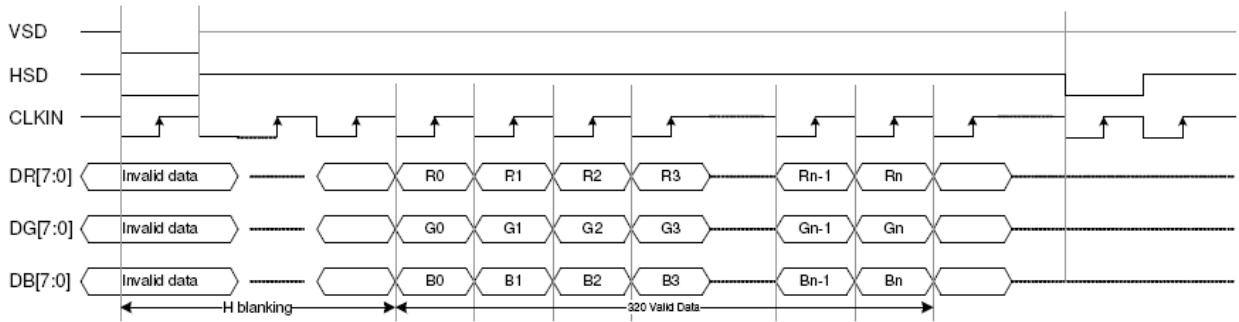 VSD
HSD
CLKIN
DR[7:0] Invalid data R0 R1 R2 R3 Rn-1 Rn
DG[7:0] Invalid data G0 G1 G2 G3 Gn-1 Gn
DB[7:0] Invalid data B0 B1 B2 B3 Bn-1 Bn
H blanking 320 Valid Data